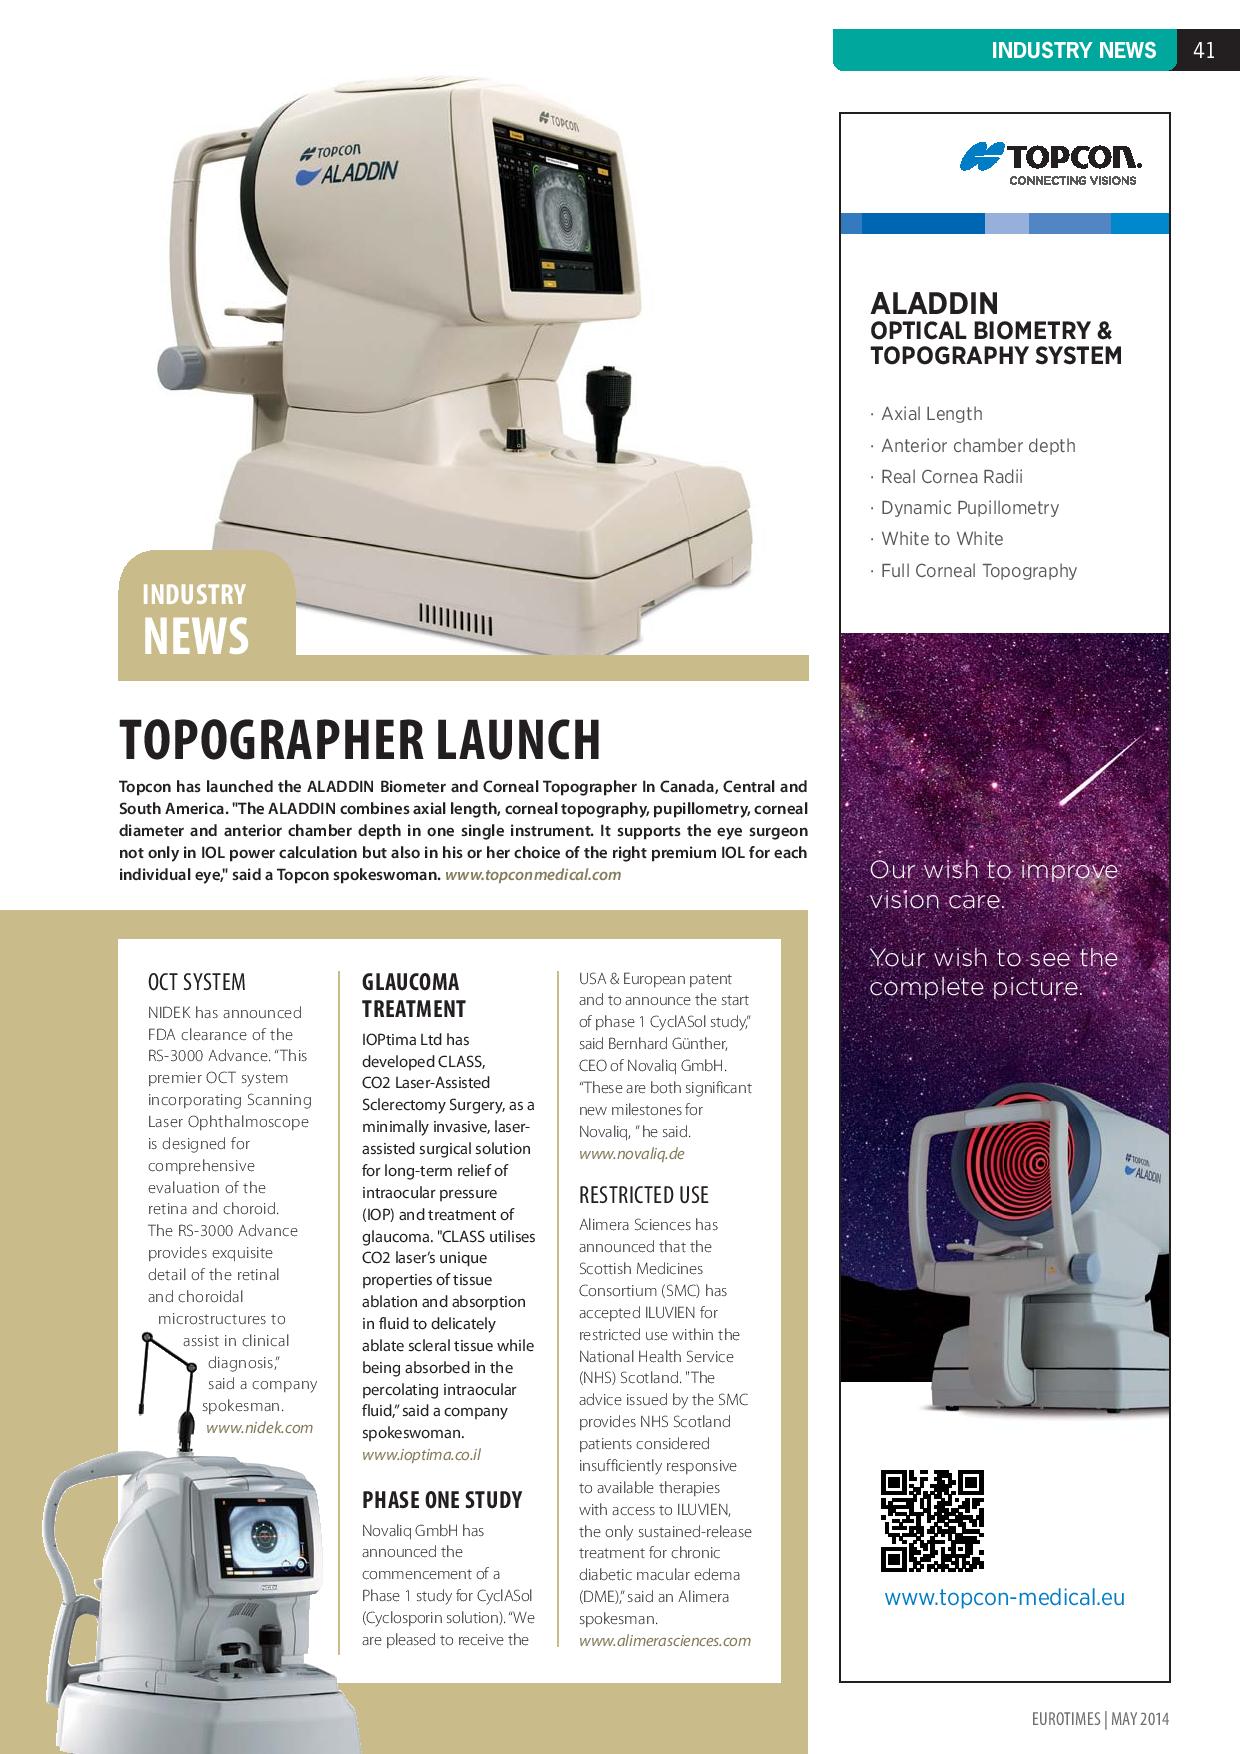 INDUSTRY NEWS 41
TOPCON
ALADDIN
TOPCON
INDUSTRY
NEWS
TOPOGRAPHER LAUNCH
Topcon has launched the ALADDIN Biometer and Corneal Topographer In Canada, Central and
South America. "The ALADDIN combines axial length, corneal topography, pupillometry, corneal
diameter and anterior chamber depth in one single instrument. It supports the eye surgeon
not only in IOL power calculation but also in his or her choice of the right premium IOL for each
individual eye," said a Topcon spokeswoman. www.topconmedical.com
OCT SYSTEM
NIDEK has announced
FDA clearance of the
RS-3000 Advance. “This
premier OCT system
incorporating Scanning
Laser Ophthalmoscope
is designed for
comprehensive
evaluation of the
retina and choroid.
The RS-3000 Advance
provides exquisite
detail of the retinal
and choroidal
microstructures to
assist in clinical
diagnosis,”
said a company
spokesman.
www.nidek.com
NIDEK
GLAUCOMA
TREATMENT
IOPtima Ltd has
developed CLASS,
CO2 Laser-Assisted
Sclerectomy Surgery, as a
minimally invasive, laser-
assisted surgical solution
for long-term relief of
intraocular pressure
(IOP) and treatment of
glaucoma. "CLASS utilises
CO2 laser’s unique
properties of tissue
ablation and absorption
in fluid to delicately
ablate scleral tissue while
being absorbed in the
percolating intraocular
fluid,” said a company
spokeswoman.
www.ioptima.co.il
PHASE ONE STUDY
Novaliq GmbH has
announced the
commencement of a
Phase 1 study for CyclASol
(Cyclosporin solution). “We
are pleased to receive the
USA & European patent
and to announce the start
of phase 1 CyclASol study,”
said Bernhard Günther,
CEO of Novaliq GmbH.
“These are both significant
new milestones for
Novaliq, ” he said.
www.novaliq.de
RESTRICTED USE
Alimera Sciences has
announced that the
Scottish Medicines
Consortium (SMC) has
accepted ILUVIEN for
restricted use within the
National Health Service
(NHS) Scotland. "The
advice issued by the SMC
provides NHS Scotland
patients considered
insufficiently responsive
to available therapies
with access to ILUVIEN,
the only sustained-release
treatment for chronic
diabetic macular edema
(DME),” said an Alimera
spokesman.
www.alimerasciences.com
TOPCON.
CONNECTING VISIONS
ALADDIN
OPTICAL BIOMETRY &
TOPOGRAPHY SYSTEM
· Axial Length
· Anterior chamber depth
· Real Cornea Radii
· Dynamic Pupillometry
· White to White
· Full Corneal Topography
Our wish to improve
vision care.
Your wish to see the
complete picture.
TOPCON
ALADDIN
www.topcon-medical.eu
EUROTIMES | MAY 2014